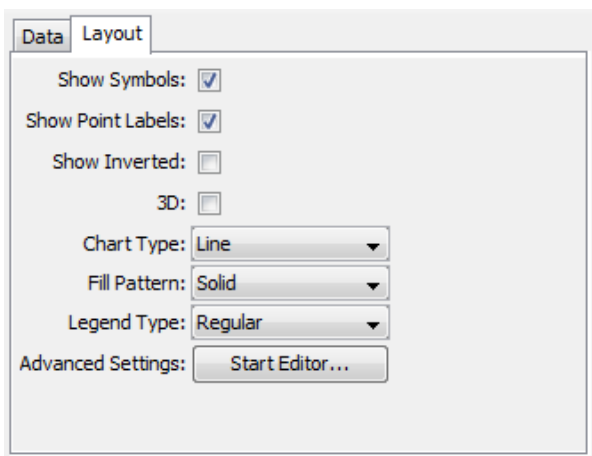 Data Layout
Show Symbols:
Show Point Labels:
Show Inverted:
3D:
Chart Type: Line
Fill Pattern: Solid
Legend Type: Regular
Advanced Settings: Start Editor...